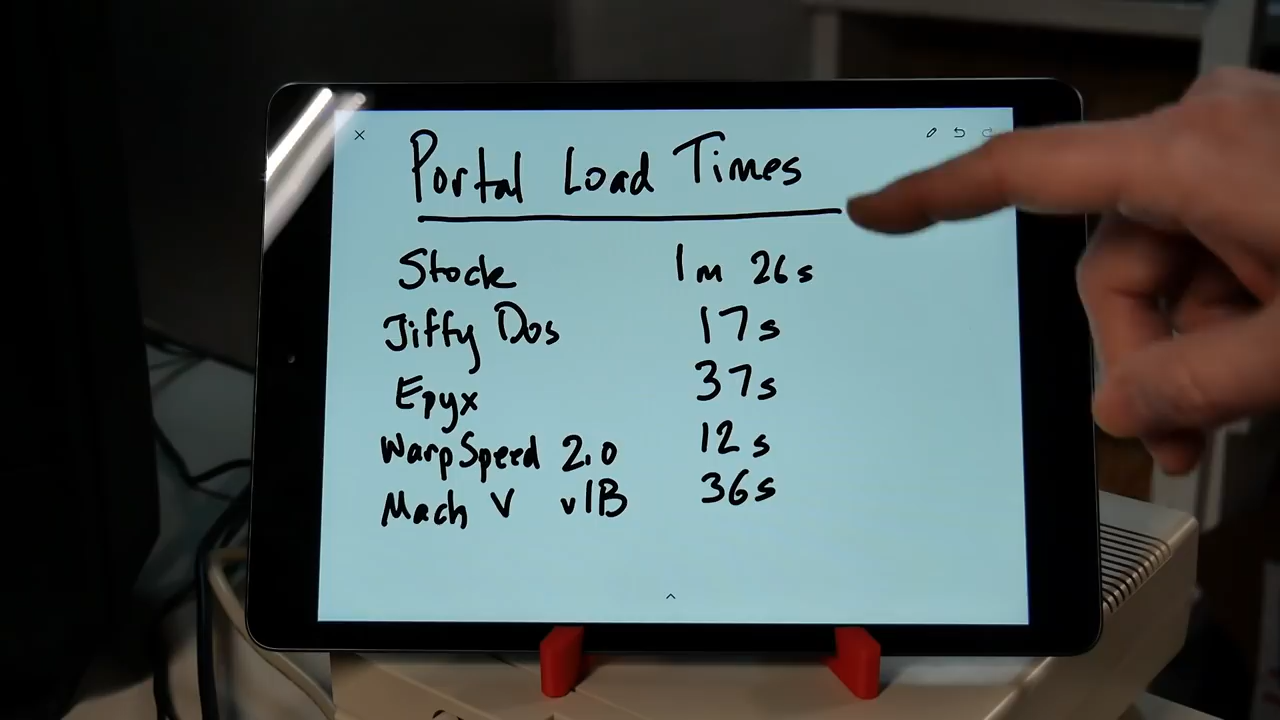 Portal Load Times
Stock 1m 26s
Jiffy Dos 17s
Epyx 37s
WarpSpeed 2.0 12s
Mach V v1B 36s